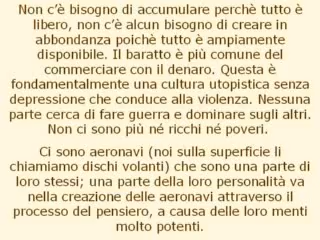 Non c'è bisogno di accumulare perchè tutto è
libero, non c'è alcun bisogno di creare in
abbondanza poichè tutto è ampiamente
disponibile. Il baratto è più comune del
commerciare con il denaro. Questa è
fondamentalmente una cultura utopistica senza
depressione che conduce alla violenza. Nessuna
parte cerca di fare guerra e dominare sugli altri.
Non ci sono più né ricchi né poveri.
Ci sono aeronavi (noi sulla superficie li
chiamiamo dischi volanti) che sono una parte di
loro stessi; una parte della loro personalità va
nella creazione delle aeronavi attraverso il
processo del pensiero, a causa delle loro menti
molto potenti.